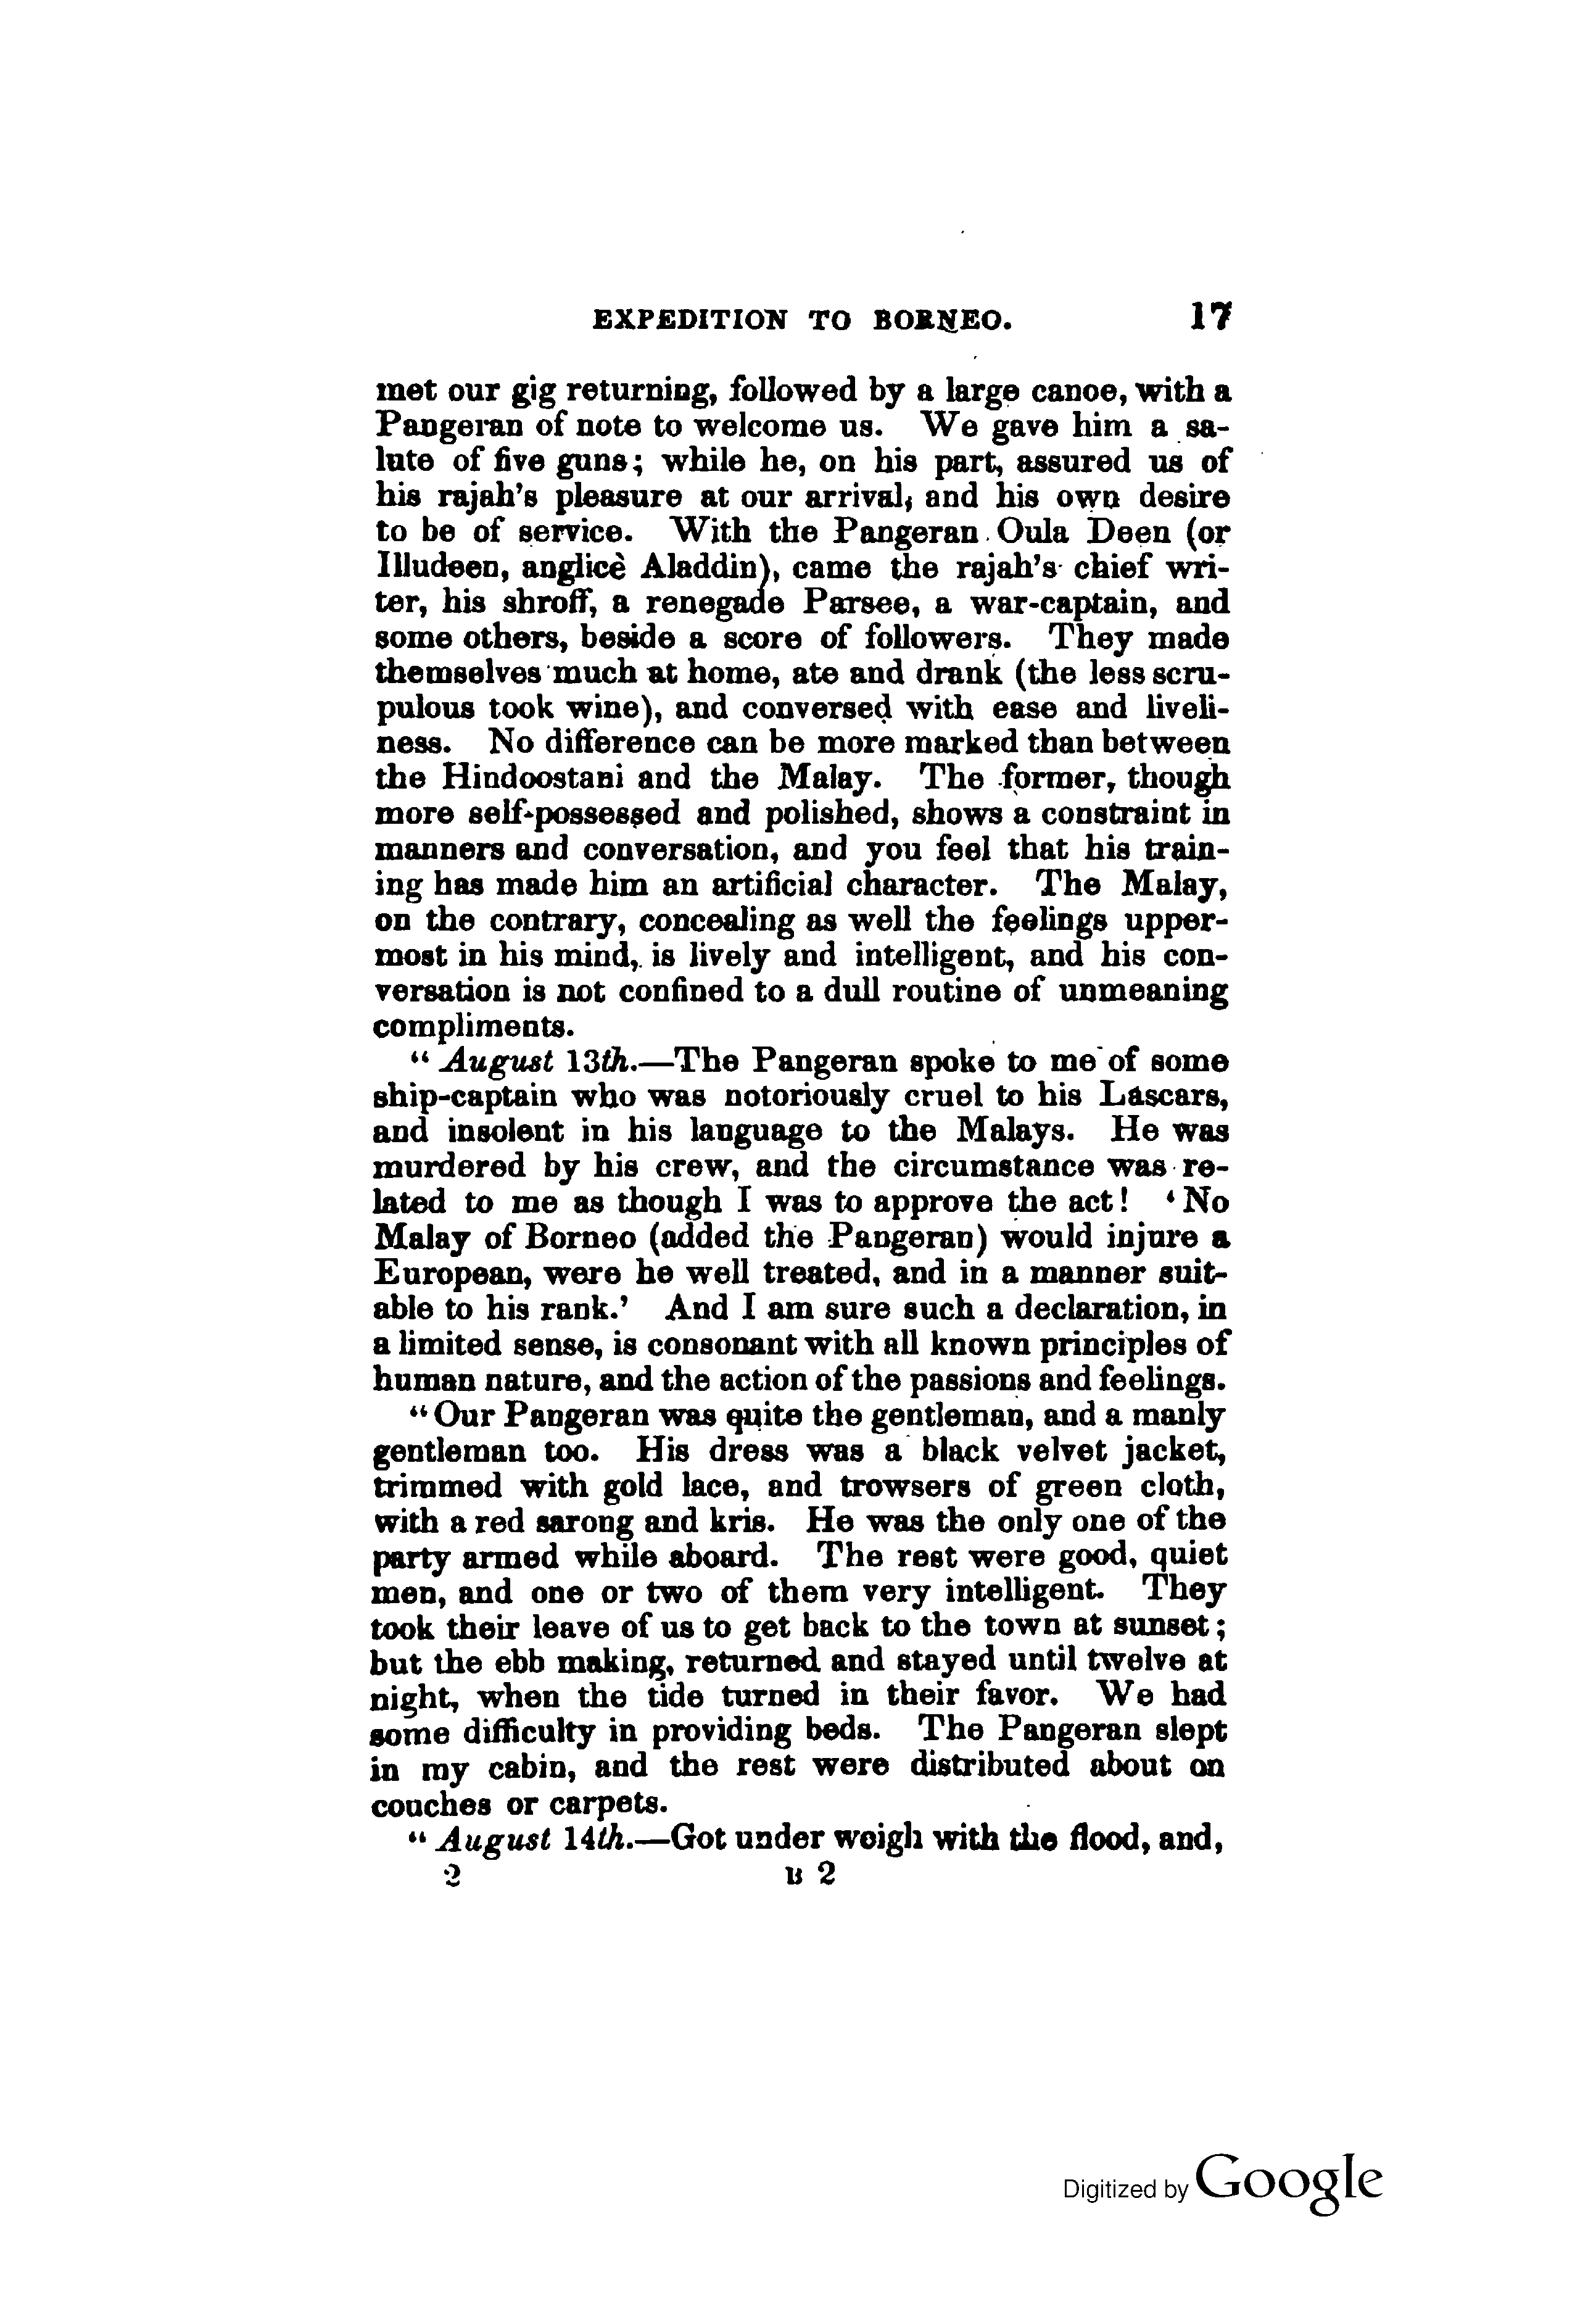 EXPEDITION TO BORNEO. 17
met our gig returning, followed by a large canoe, with a
Pangeran of note to welcome us. We gave him a sa-
lute of five guns; while he, on his part, assured us of
his rajah's pleasure at our arrival, and his own desire
to be of service. With the Pangeran Oula Deen (or
Illudeen, anglicè Aladdin), came the rajah's chief wri-
ter, his shroff, a renegade Parsee, a war-captain, and
some others, beside a score of followers. They made
themselves much at home, ate and drank (the less scru-
pulous took wine), and conversed with ease and liveli-
ness. No difference can be more marked than between
the Hindoostani and the Malay. The former, though
more self-possessed and polished, shows a constraint in
manners and conversation, and you feel that his train-
ing has made him an artificial character. The Malay,
on the contrary, concealing as well the feelings upper-
most in his mind, is lively and intelligent, and his con-
versation is not confined to a dull routine of unmeaning
compliments.
“ August 13th.—The Pangeran spoke to me of some
ship-captain who was notoriously cruel to his Lascars,
and insolent in his language to the Malays. He was
murdered by his crew, and the circumstance was re-
lated to me as though I was to approve the act! ‘ No
Malay of Borneo (added the Pangeran) would injure a
European, were he well treated, and in a manner suit-
able to his rank.’ And I am sure such a declaration, in
a limited sense, is consonant with all known principles of
human nature, and the action of the passions and feelings.
“ Our Pangeran was quite the gentleman, and a manly
gentleman too. His dress was a black velvet jacket,
trimmed with gold lace, and trowsers of green cloth,
with a red sarong and kris. He was the only one of the
party armed while aboard. The rest were good, quiet
men, and one or two of them very intelligent. They
took their leave of us to get back to the town at sunset;
but the ebb making, returned and stayed until twelve at
night, when the tide turned in their favor. We had
some difficulty in providing beds. The Pangeran slept
in my cabin, and the rest were distributed about on
couches or carpets.
“ August 14th.—Got under weigh with the flood, and,
2 B 2
Digitized by Google